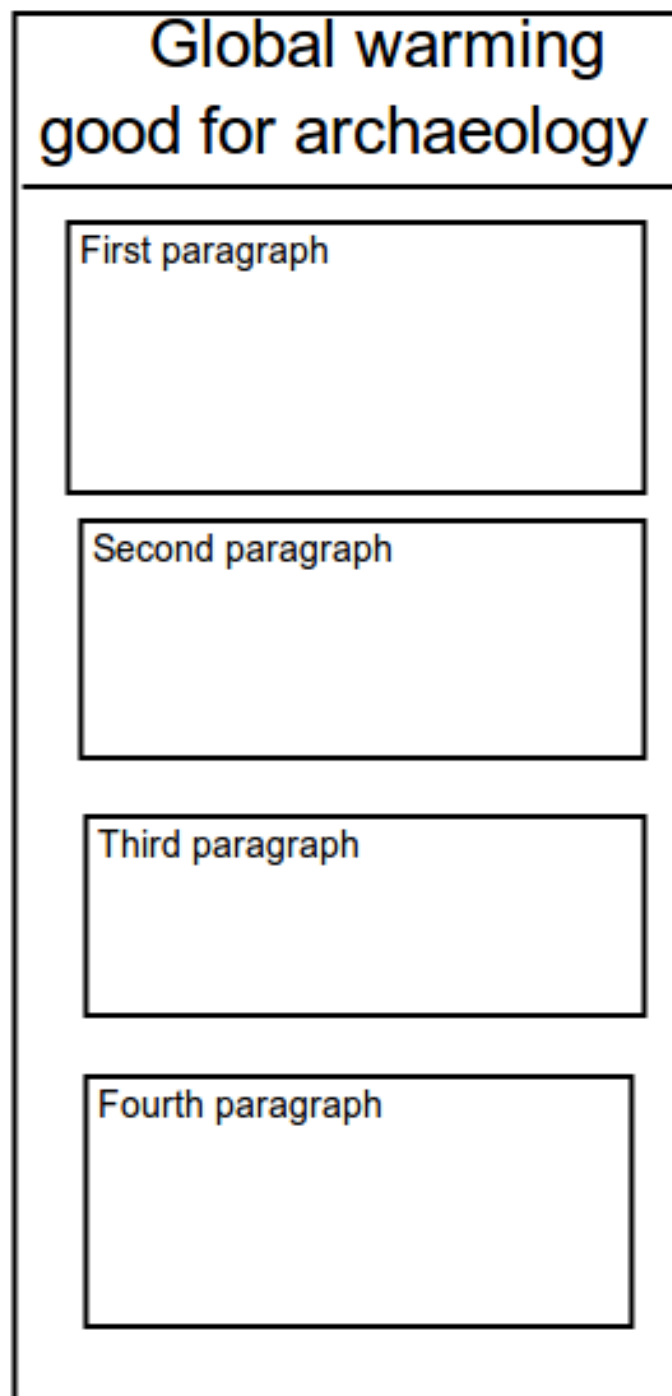 Global warming
good for archaeology
First paragraph
Second paragraph
Third paragraph
Fourth paragraph